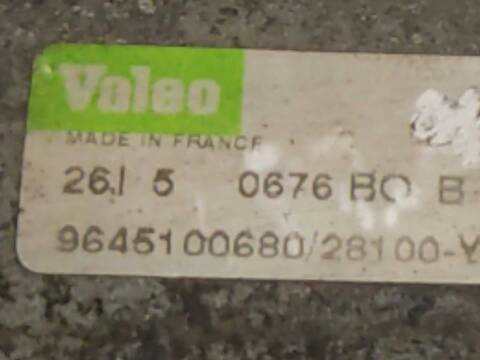 Valeo
MADE IN FRANCE
26.I 5 0676 BO B
9645100680/28100-Y